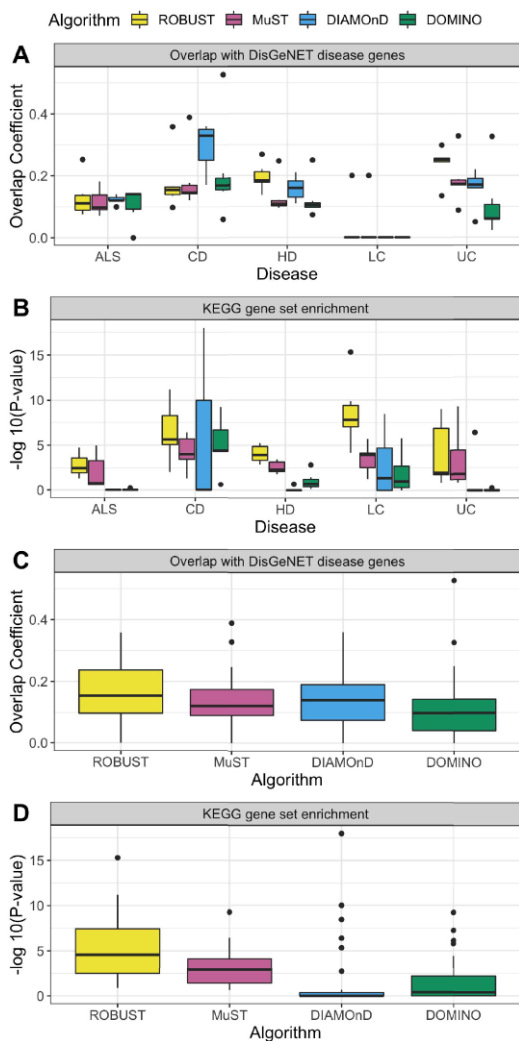 Algorithm ROBUST MuST DIAMOnD DOMINO
A
Overlap with DisGeNET disease genes
Overlap Coefficient
0.4
0.2
0.0
ALS CD HD LC UC
Disease
B
KEGG gene set enrichment
-log 10(P-value)
15
10
5
0
ALS CD HD LC UC
Disease
C
Overlap with DisGeNET disease genes
Overlap Coefficient
0.4
0.2
0.0
ROBUST MuST DIAMOnD DOMINO
Algorithm
D
KEGG gene set enrichment
-log 10(P-value)
15
10
5
0
ROBUST MuST DIAMOnD DOMINO
Algorithm